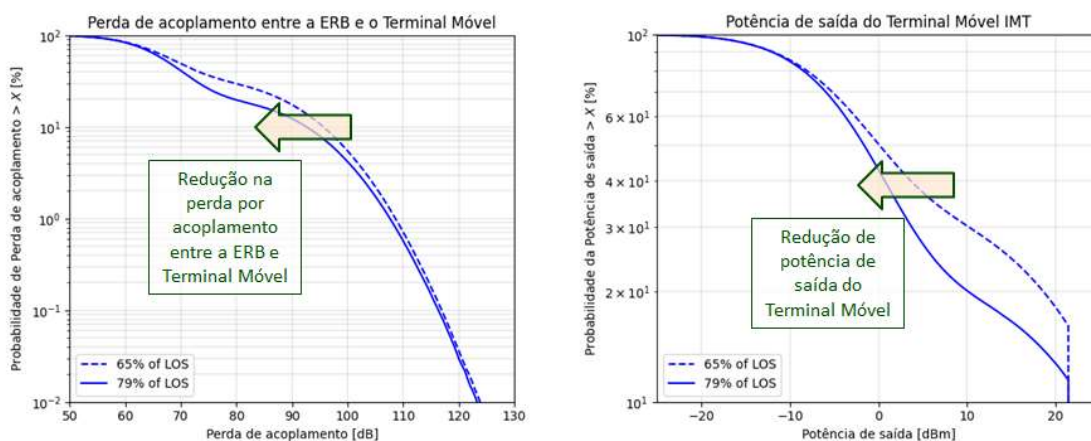 Perda de acoplamento entre a ERB e o Terminal Móvel
Probabilidade de Perda de acoplamento > X [%]
10²
10¹
10⁰
10⁻¹
10⁻²
Redução na
perda por
acoplamento
entre a ERB e
Terminal Móvel
65% of LOS
79% of LOS
50 60 70 80 90 100 110 120 130
Perda de acoplamento [dB]
Potência de saída do Terminal Móvel IMT
Probabilidade da Potência de saída > X [%]
10²
6 × 10¹
4 × 10¹
3 × 10¹
2 × 10¹
10¹
Redução de
potência de
saída do
Terminal Móvel
65% of LOS
79% of LOS
−20 −10 0 10 20
Potência de saída [dBm]